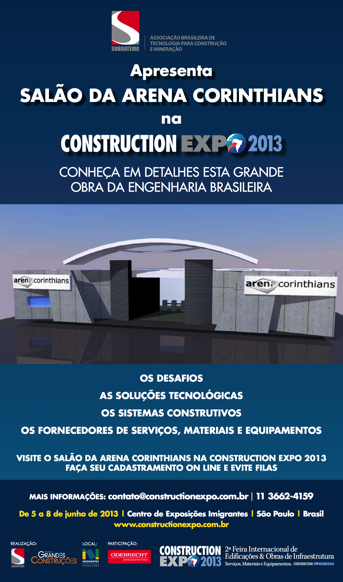 ASSOCIAÇÃO BRASILEIRA DE
TECNOLOGIA PARA CONSTRUÇÃO
E MINERAÇÃO
SOBRATEMA
Apresenta
SALÃO DA ARENA CORINTHIANS
na
CONSTRUCTION EXPO 2013
CONHEÇA EM DETALHES ESTA GRANDE
OBRA DA ENGENHARIA BRASILEIRA
arena corinthians
arena corinthians
OS DESAFIOS
AS SOLUÇÕES TECNOLÓGICAS
OS SISTEMAS CONSTRUTIVOS
OS FORNECEDORES DE SERVIÇOS, MATERIAIS E EQUIPAMENTOS
VISITE O SALÃO DA ARENA CORINTHIANS NA CONSTRUCTION EXPO 2013
FAÇA SEU CADASTRAMENTO ON LINE E EVITE FILAS
MAIS INFORMAÇÕES: contato@constructionexpo.com.br | 11 3662-4159
De 5 a 8 de junho de 2013 | Centro de Exposições Imigrantes | São Paulo | Brasil
www.constructionexpo.com.br
REALIZAÇÃO:
LOCAL:
PARTICIPAÇÃO:
SOBRATEMA
GRANDES
CONSTRUÇÕES
IMIGRANTES
ODEBRECHT
CONSTRUCTION
EXPO 2013
2ª Feira Internacional de
Edificações & Obras de Infraestrutura
Serviços, Materiais e Equipamentos.